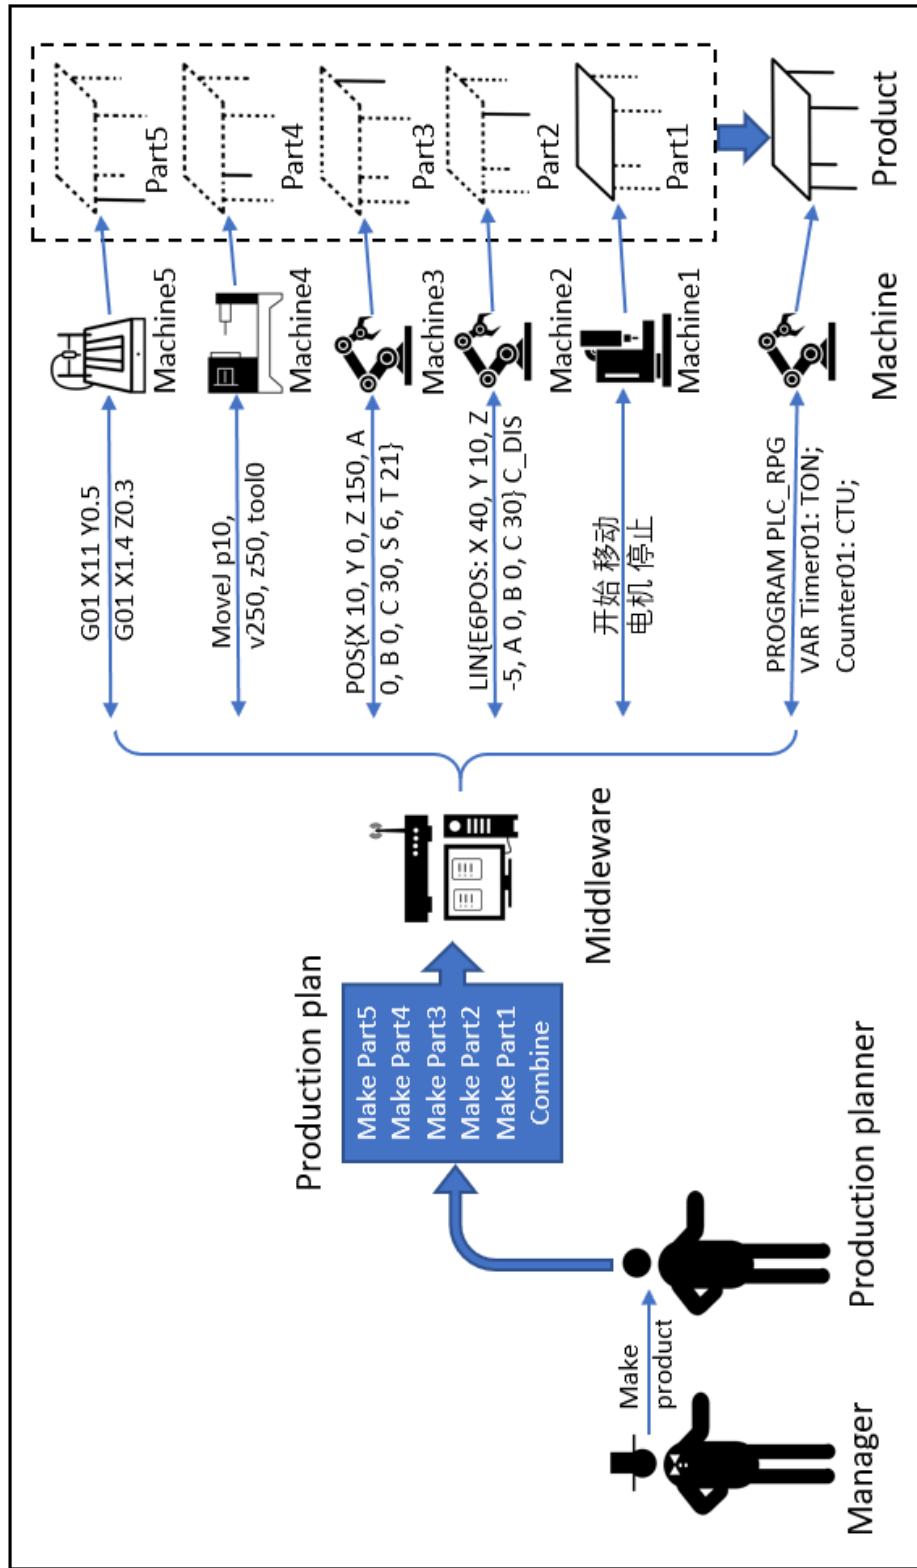 Manager
Make
product
Production planner
Production plan
Make Part5
Make Part4
Make Part3
Make Part2
Make Part1
Combine
Middleware
G01 X11 Y0.5
G01 X1.4 Z0.3
MoveJ p10,
v250, z50, tool0
POS{X 10, Y 0, Z 150, A
0, B 0, C 30, S 6, T 21}
LIN{E6POS: X 40, Y 10, Z
-5, A 0, B 0, C 30} C_DIS
开始 移动
电机 停止
PROGRAM PLC_RPG
VAR Timer01: TON;
Counter01: CTU;
Machine5
Machine4
Machine3
Machine2
Machine1
Machine
Part5
Part4
Part3
Part2
Part1
Product